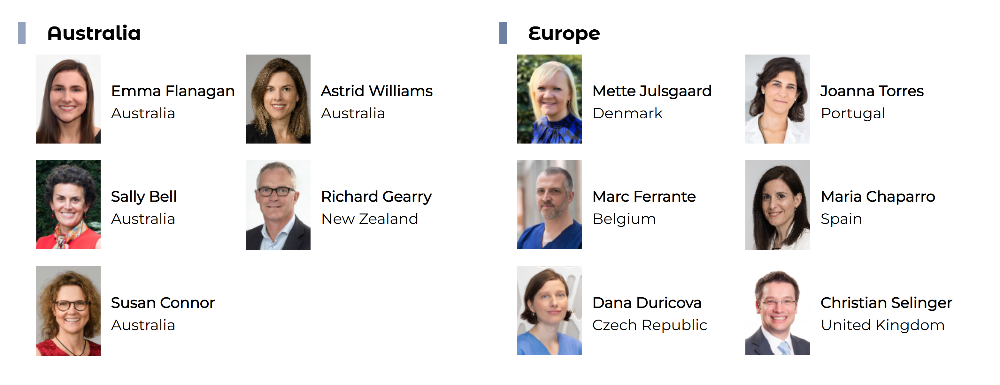 Australia
Emma Flanagan
Australia
Astrid Williams
Australia
Sally Bell
Australia
Richard Gearry
New Zealand
Susan Connor
Australia
Europe
Mette Julsgaard
Denmark
Joanna Torres
Portugal
Marc Ferrante
Belgium
Maria Chaparro
Spain
Dana Duricova
Czech Republic
Christian Selinger
United Kingdom